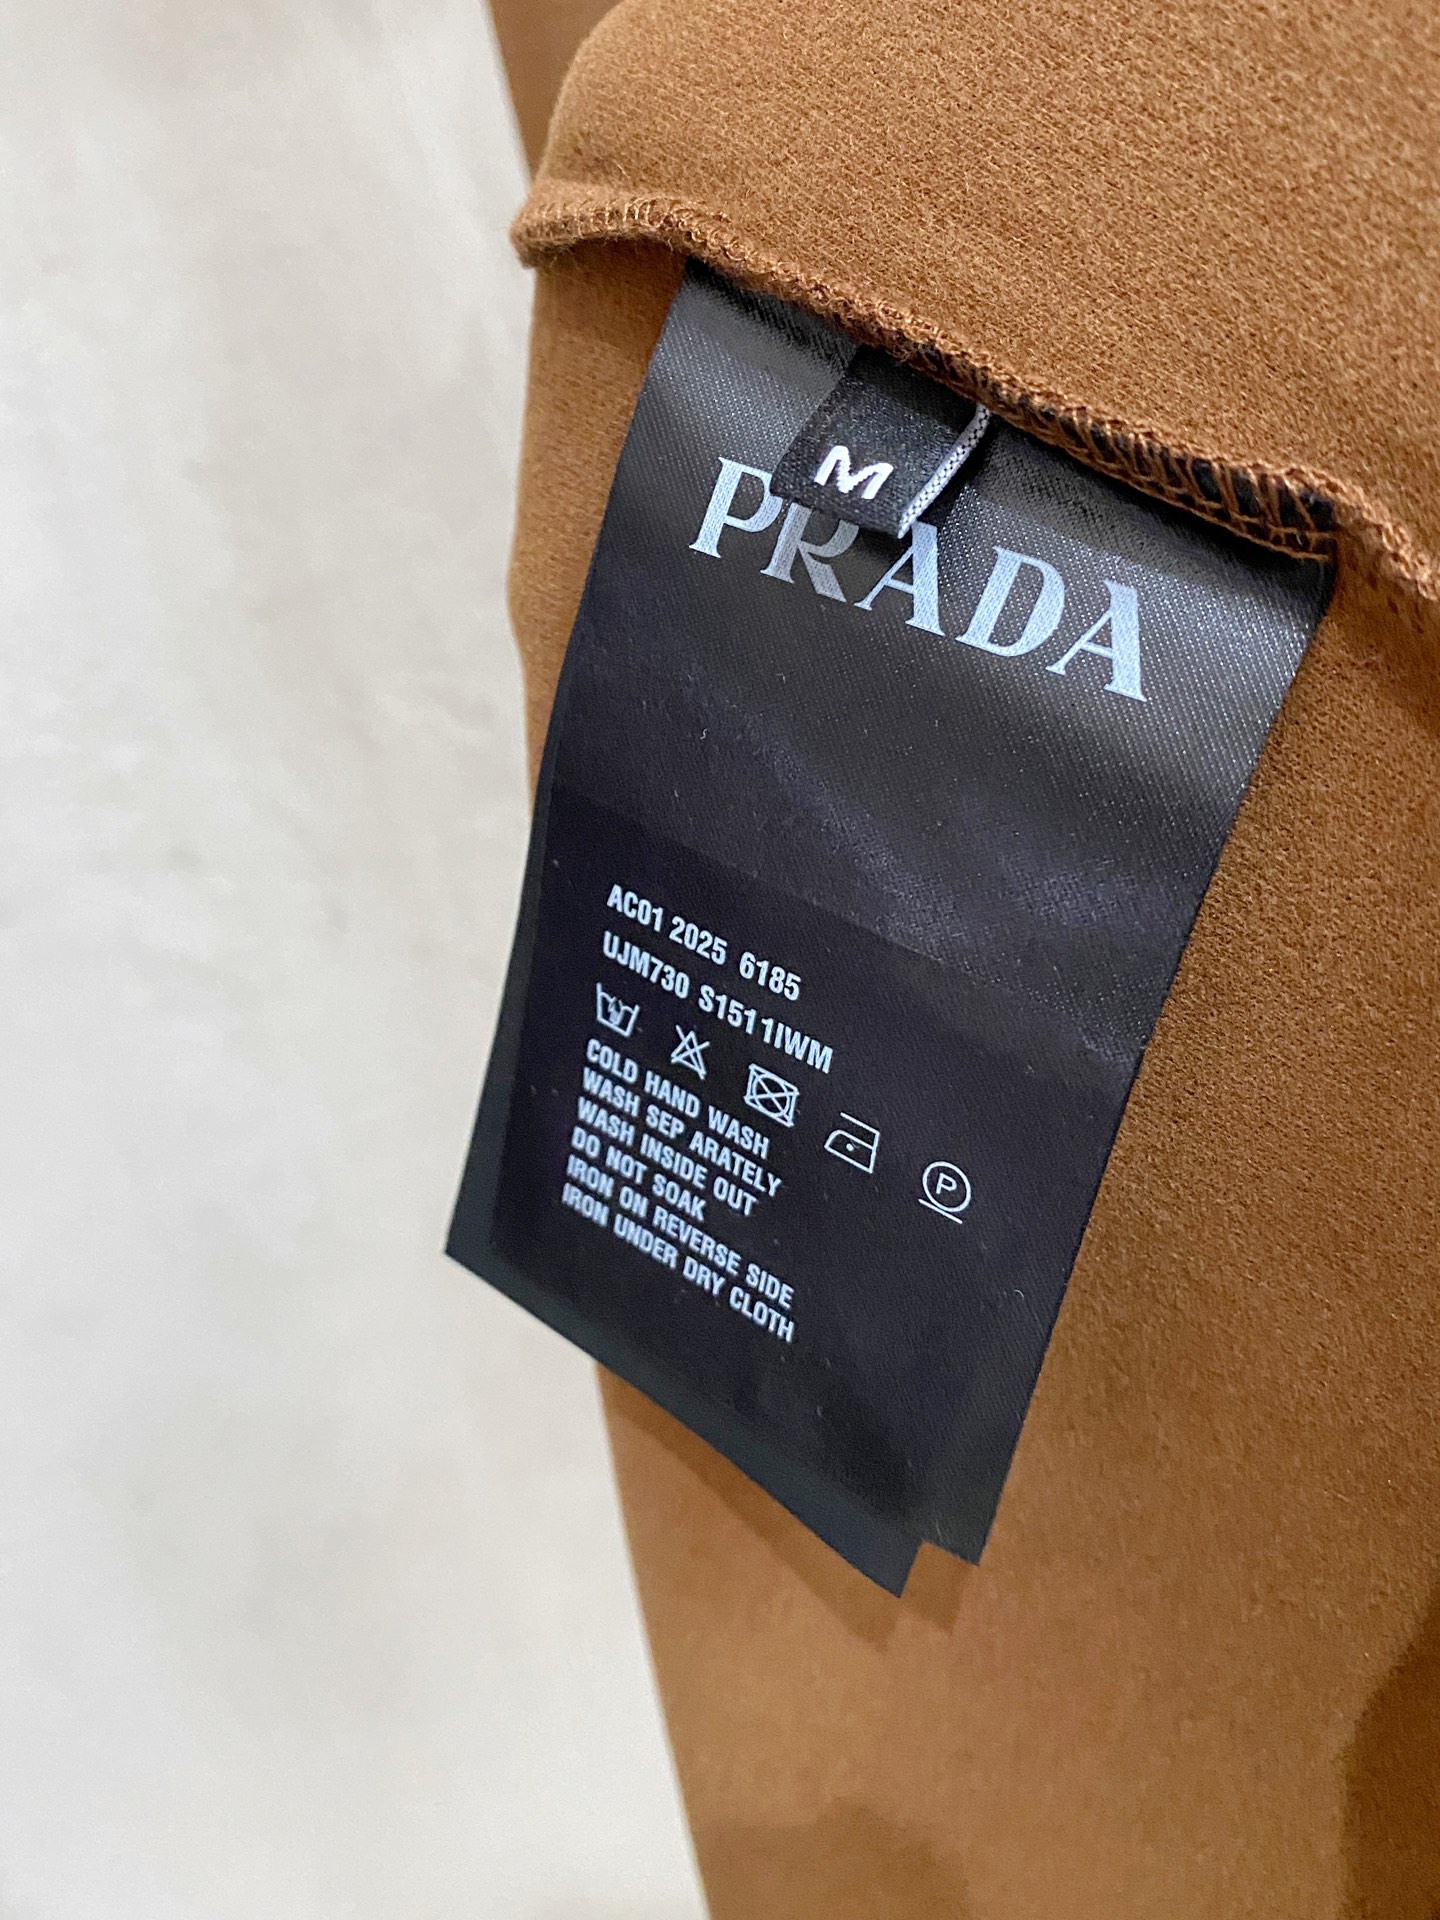 M
PRADA
AC01 2025 6185
UJM730 S1511IWM
P
COLD HAND WASH
WASH SEP ARATELY
WASH INSIDE OUT
DO NOT SOAK
IRON ON REVERSE SIDE
IRON UNDER DRY CLOTH